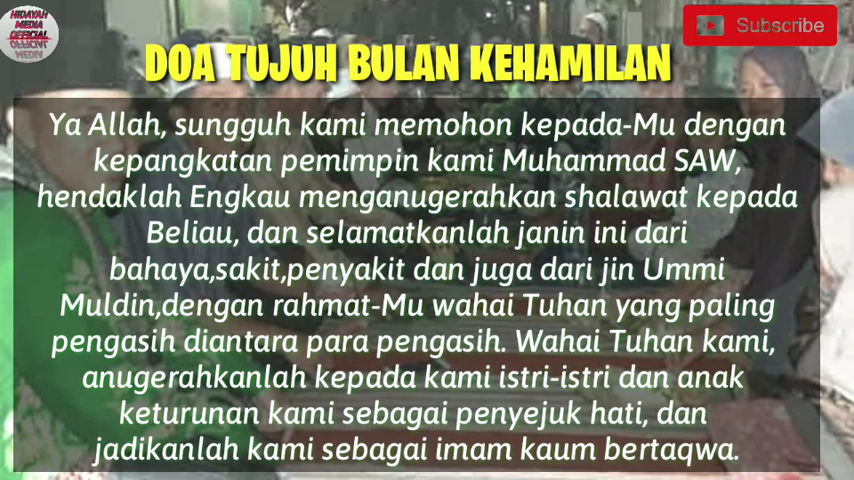 HIDAYAH
MEDIA
OFFICIAL
Subscribe
DOA TUJUH BULAN KEHAMILAN
Ya Allah, sungguh kami memohon kepada-Mu dengan
kepangkatan pemimpin kami Muhammad SAW,
hendaklah Engkau menganugerahkan shalawat kepada
Beliau, dan selamatkanlah janin ini dari
bahaya,sakit,penyakit dan juga dari jin Ummi
Muldin,dengan rahmat-Mu wahai Tuhan yang paling
pengasih diantara para pengasih. Wahai Tuhan kami,
anugerahkanlah kepada kami istri-istri dan anak
keturunan kami sebagai penyejuk hati, dan
jadikanlah kami sebagai imam kaum bertaqwa.